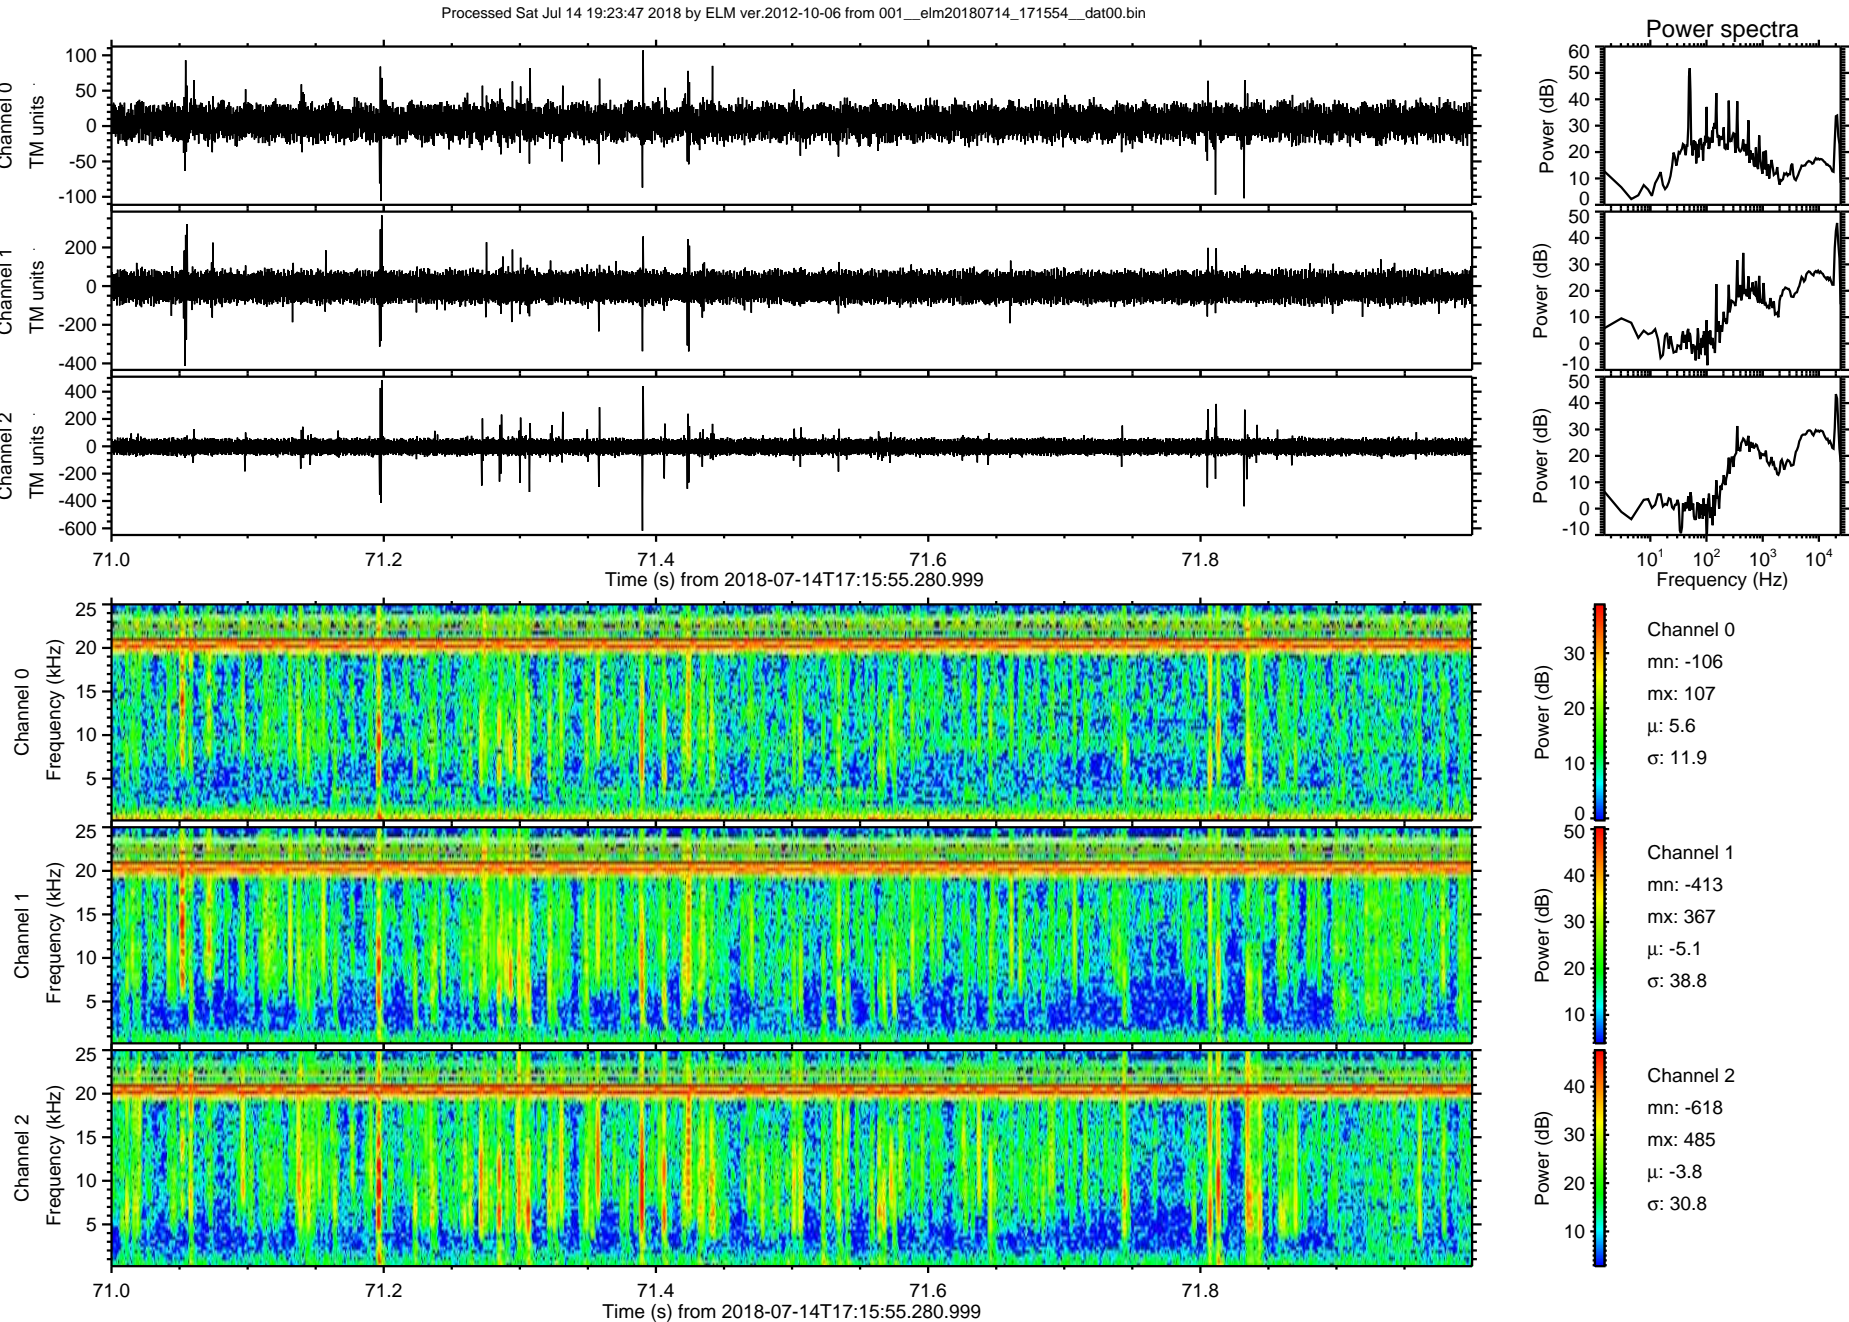 Processed Sat Jul 14 19:23:47 2018 by ELM ver.2012-10-06 from 001__elm20180714_171554__dat00.bin
Power spectra
Channel 0
TM units
100
50
0
-50
-100
Power (dB)
60
50
40
30
20
10
0
Channel 1
TM units
200
0
-200
-400
Power (dB)
50
40
30
20
10
0
-10
Channel 2
TM units
400
200
0
-200
-400
-600
Power (dB)
50
40
30
20
10
0
-10
71.0 71.2 71.4 71.6 71.8
Time (s) from 2018-07-14T17:15:55.280.999
10¹ 10² 10³ 10⁴
Frequency (Hz)
Channel 0
Frequency (kHz)
25
20
15
10
5
Power (dB)
30
20
10
0
Channel 0
mn: -106
mx: 107
μ: 5.6
σ: 11.9
Channel 1
Frequency (kHz)
25
20
15
10
5
Power (dB)
50
40
30
20
10
Channel 1
mn: -413
mx: 367
μ: -5.1
σ: 38.8
Channel 2
Frequency (kHz)
25
20
15
10
5
Power (dB)
40
30
20
10
Channel 2
mn: -618
mx: 485
μ: -3.8
σ: 30.8
71.0 71.2 71.4 71.6 71.8
Time (s) from 2018-07-14T17:15:55.280.999